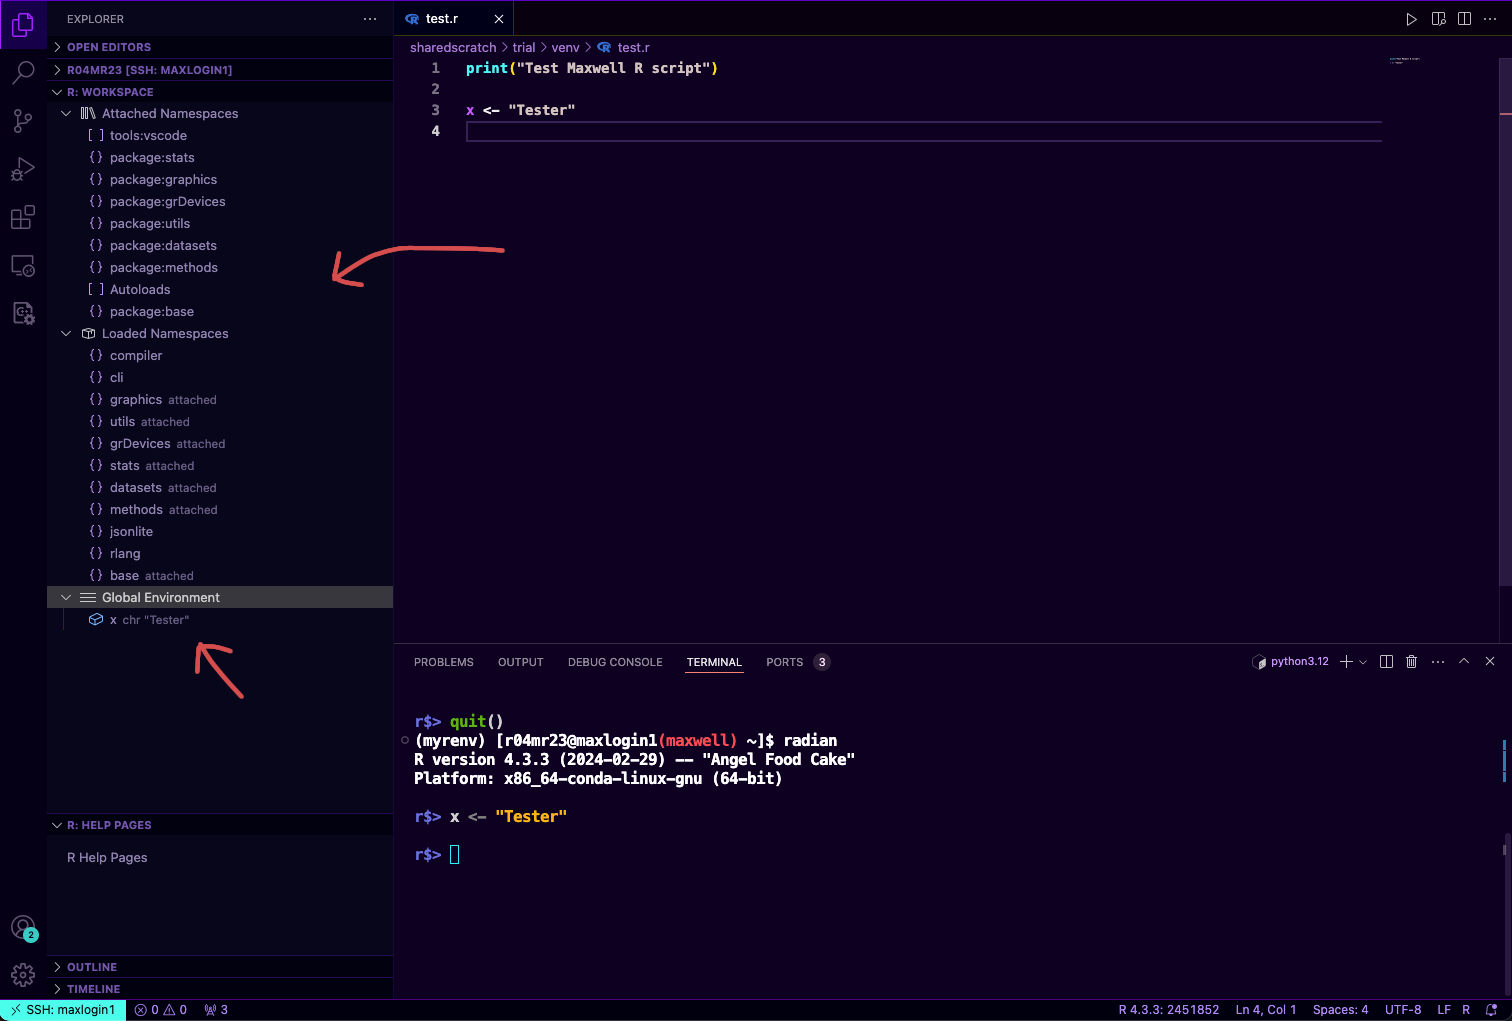 EXPLORER
OPEN EDITORS
R04MR23 [SSH: MAXLOGIN1]
R: WORKSPACE
Attached Namespaces
[ ] tools:vscode
{} package:stats
{} package:graphics
{} package:grDevices
{} package:utils
{} package:datasets
{} package:methods
[ ] Autoloads
{} package:base
Loaded Namespaces
{} compiler
{} cli
{} graphics attached
{} utils attached
{} grDevices attached
{} stats attached
{} datasets attached
{} methods attached
{} jsonlite
{} rlang
{} base attached
Global Environment
x chr "Tester"
R: HELP PAGES
R Help Pages
OUTLINE
TIMELINE
2
test.r
sharedscratch > trial > venv > test.r
1 print("Test Maxwell R script")
2
3 x <- "Tester"
4
PROBLEMS OUTPUT DEBUG CONSOLE TERMINAL PORTS 3
python3.12
r$> quit()
(myrenv) [r04mr23@maxlogin1(maxwell) ~]$ radian
R version 4.3.3 (2024-02-29) -- "Angel Food Cake"
Platform: x86_64-conda-linux-gnu (64-bit)
r$> x <- "Tester"
r$>
SSH: maxlogin1 0 0 3 R 4.3.3: 2451852 Ln 4, Col 1 Spaces: 4 UTF-8 LF R